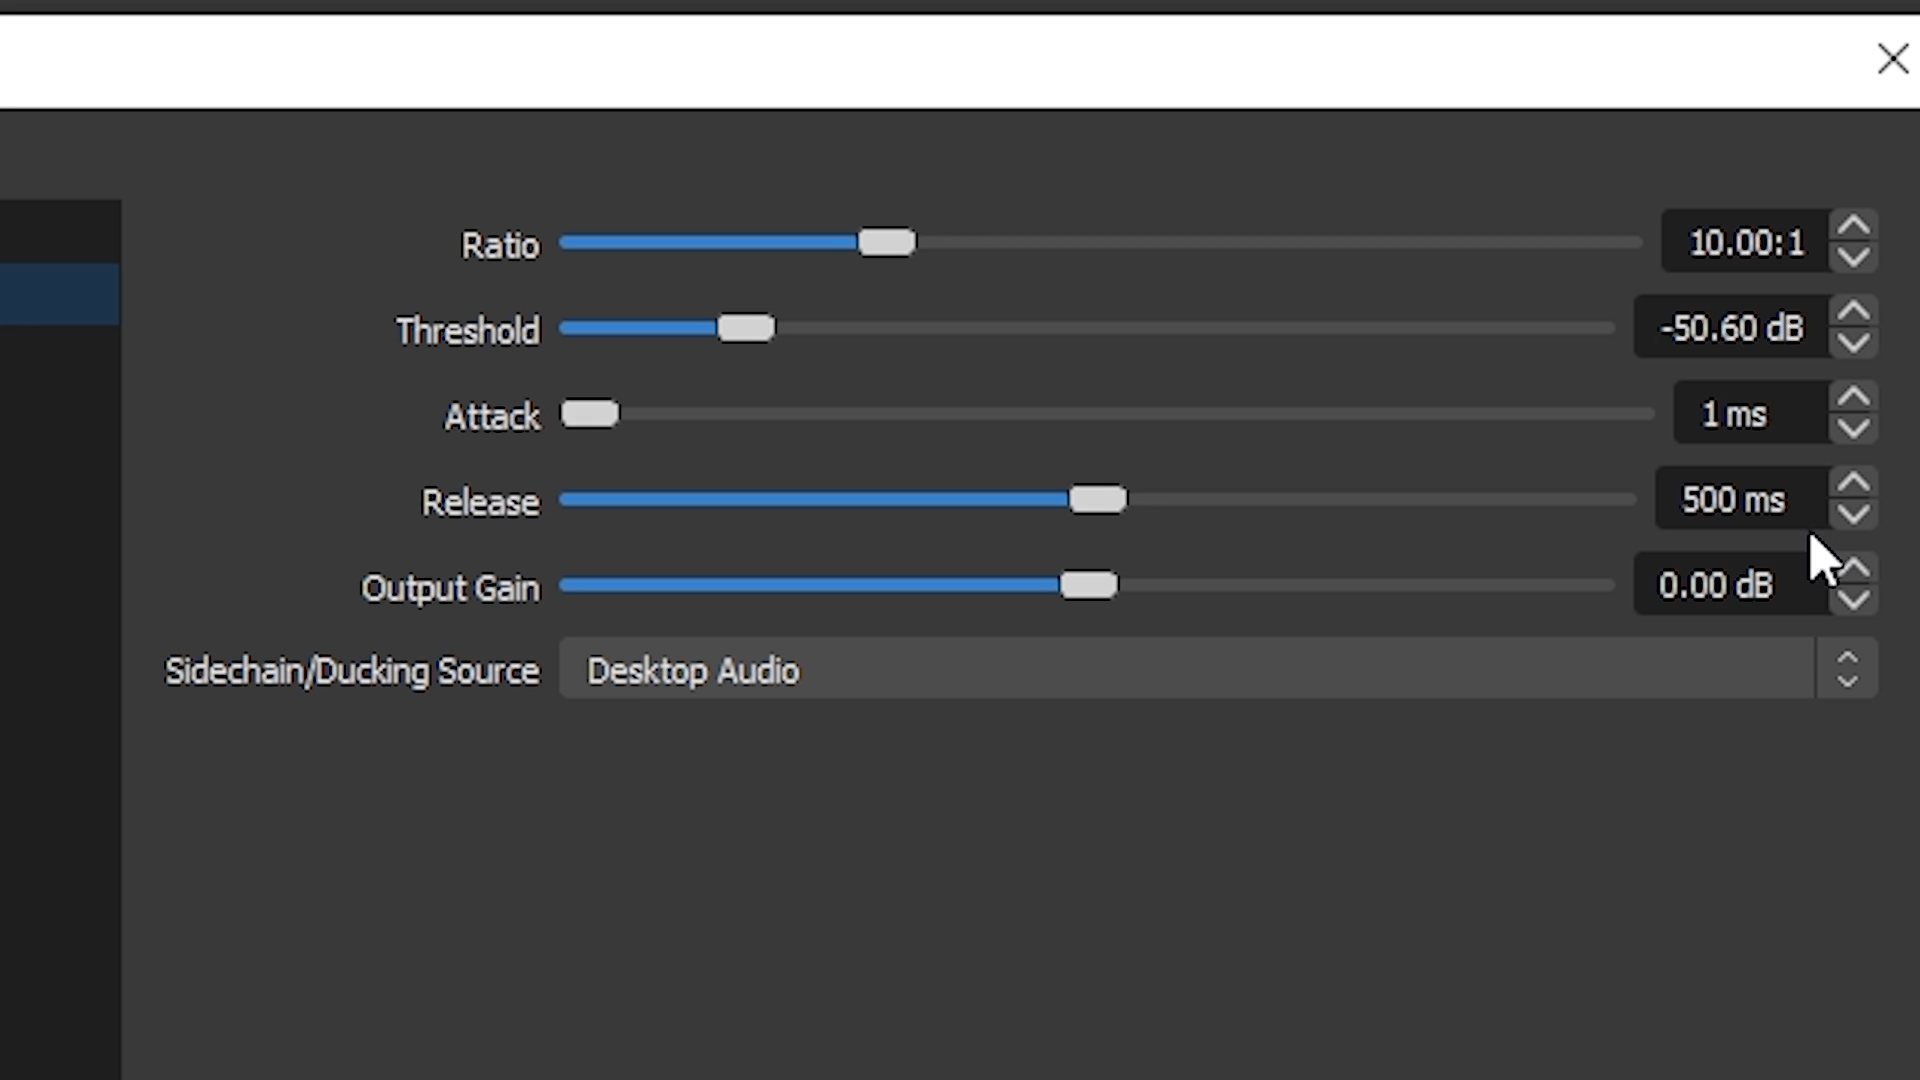 Ratio 10.00:1
Threshold -50.60 dB
Attack 1 ms
Release 500 ms
Output Gain 0.00 dB
Sidechain/Ducking Source Desktop Audio